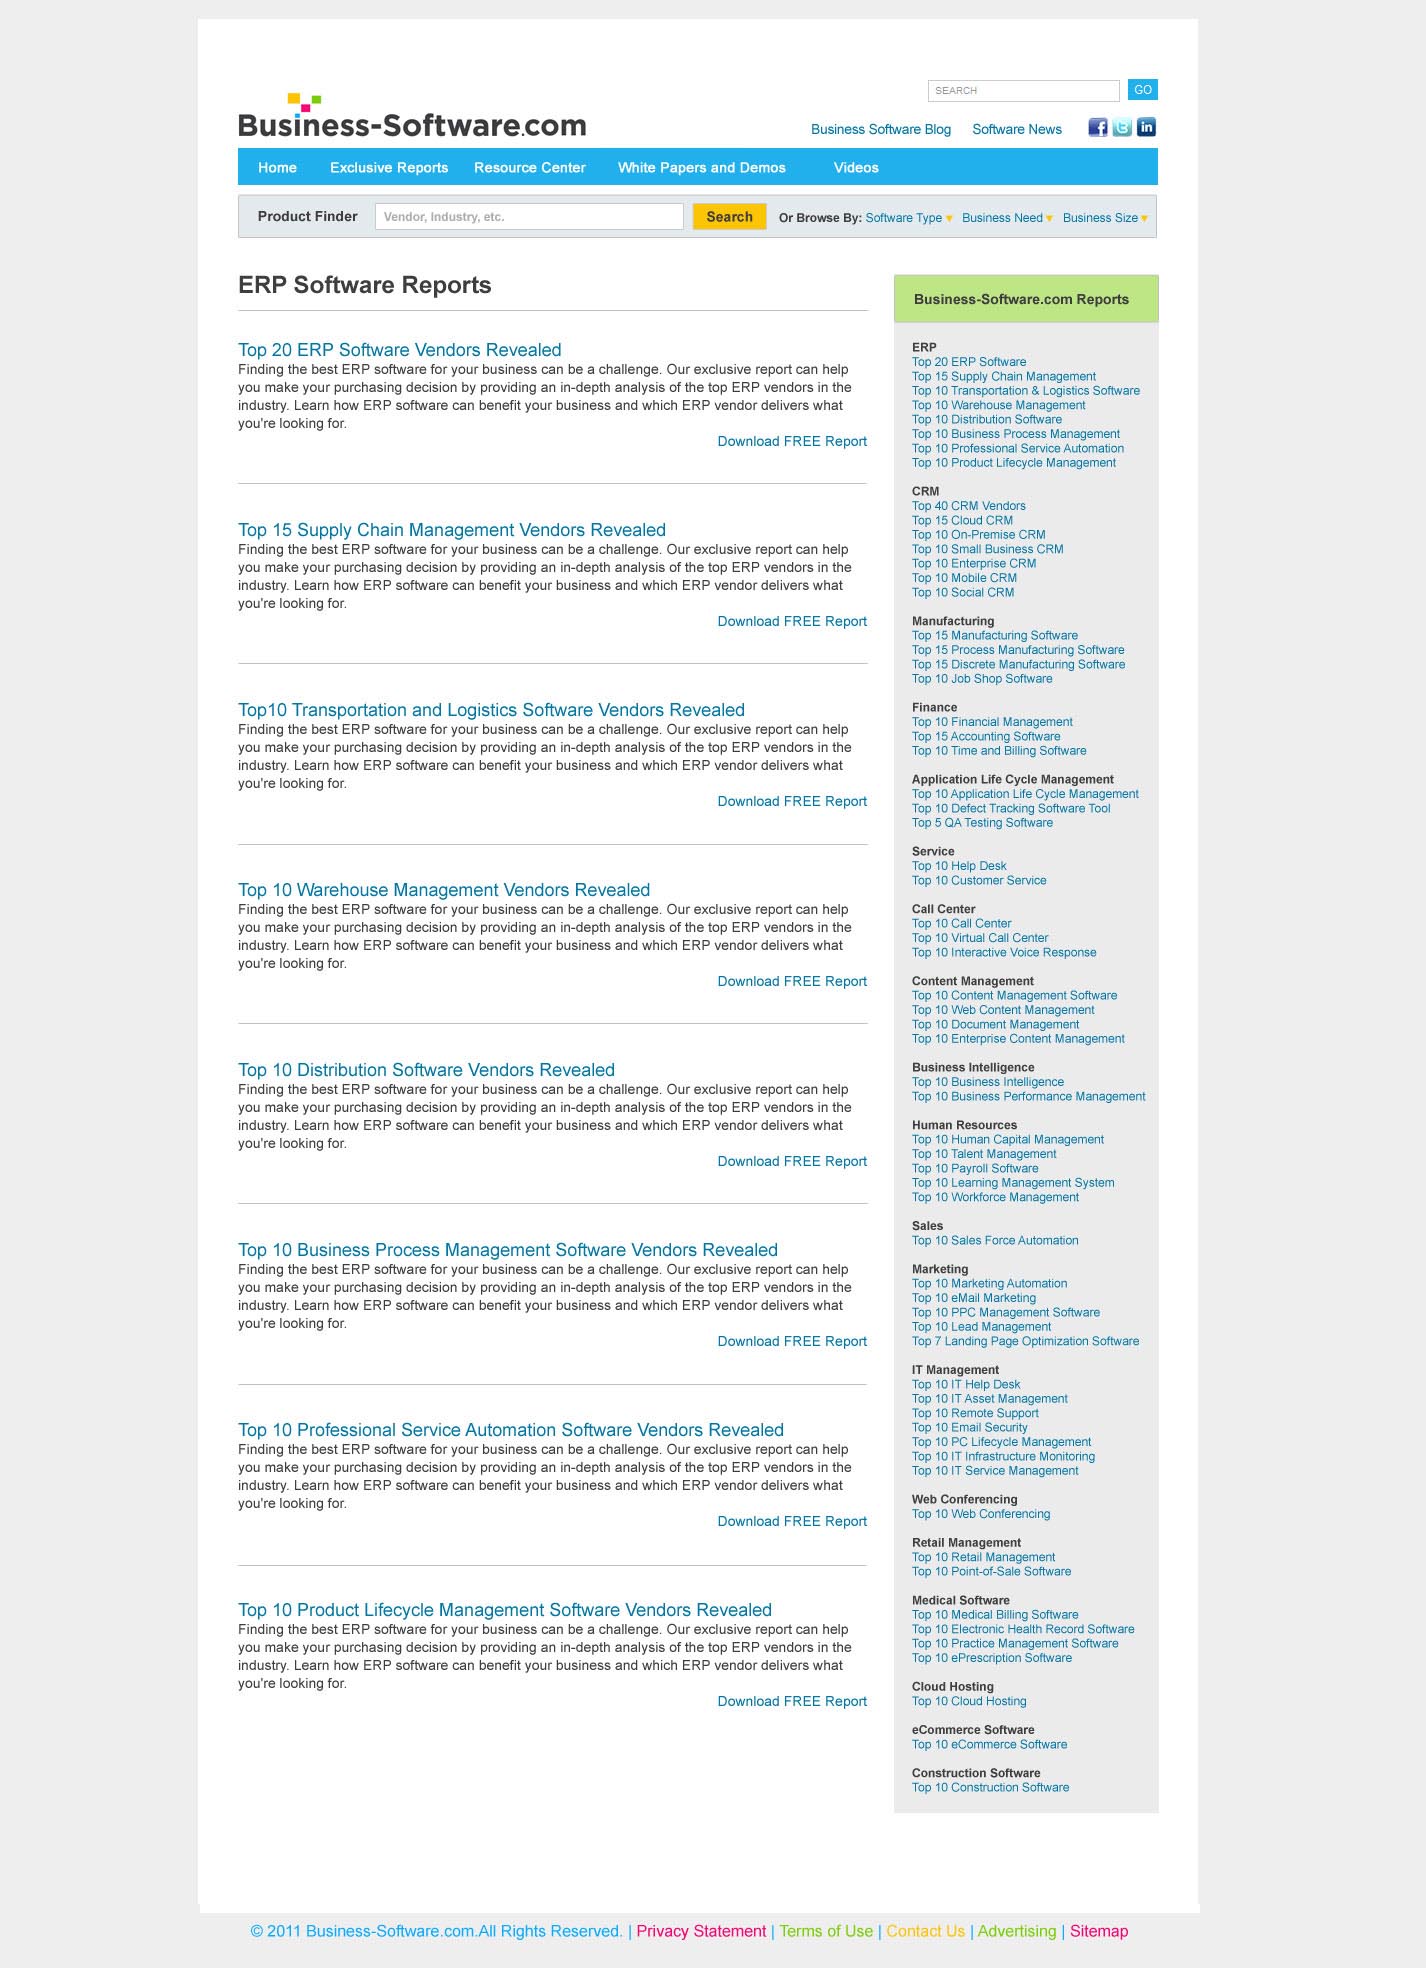 SEARCH
GO
Business-Software.com
Business Software Blog
Software News
Home
Exclusive Reports
Resource Center
White Papers and Demos
Videos
Product Finder
Vendor, Industry, etc.
Search
Or Browse By: Software Type
Business Need
Business Size
ERP Software Reports
Top 20 ERP Software Vendors Revealed
Finding the best ERP software for your business can be a challenge. Our exclusive report can help
you make your purchasing decision by providing an in-depth analysis of the top ERP vendors in the
industry. Learn how ERP software can benefit your business and which ERP vendor delivers what
you're looking for.
Download FREE Report
Top 15 Supply Chain Management Vendors Revealed
Finding the best ERP software for your business can be a challenge. Our exclusive report can help
you make your purchasing decision by providing an in-depth analysis of the top ERP vendors in the
industry. Learn how ERP software can benefit your business and which ERP vendor delivers what
you're looking for.
Download FREE Report
Top10 Transportation and Logistics Software Vendors Revealed
Finding the best ERP software for your business can be a challenge. Our exclusive report can help
you make your purchasing decision by providing an in-depth analysis of the top ERP vendors in the
industry. Learn how ERP software can benefit your business and which ERP vendor delivers what
you're looking for.
Download FREE Report
Top 10 Warehouse Management Vendors Revealed
Finding the best ERP software for your business can be a challenge. Our exclusive report can help
you make your purchasing decision by providing an in-depth analysis of the top ERP vendors in the
industry. Learn how ERP software can benefit your business and which ERP vendor delivers what
you're looking for.
Download FREE Report
Top 10 Distribution Software Vendors Revealed
Finding the best ERP software for your business can be a challenge. Our exclusive report can help
you make your purchasing decision by providing an in-depth analysis of the top ERP vendors in the
industry. Learn how ERP software can benefit your business and which ERP vendor delivers what
you're looking for.
Download FREE Report
Top 10 Business Process Management Software Vendors Revealed
Finding the best ERP software for your business can be a challenge. Our exclusive report can help
you make your purchasing decision by providing an in-depth analysis of the top ERP vendors in the
industry. Learn how ERP software can benefit your business and which ERP vendor delivers what
you're looking for.
Download FREE Report
Top 10 Professional Service Automation Software Vendors Revealed
Finding the best ERP software for your business can be a challenge. Our exclusive report can help
you make your purchasing decision by providing an in-depth analysis of the top ERP vendors in the
industry. Learn how ERP software can benefit your business and which ERP vendor delivers what
you're looking for.
Download FREE Report
Top 10 Product Lifecycle Management Software Vendors Revealed
Finding the best ERP software for your business can be a challenge. Our exclusive report can help
you make your purchasing decision by providing an in-depth analysis of the top ERP vendors in the
industry. Learn how ERP software can benefit your business and which ERP vendor delivers what
you're looking for.
Download FREE Report
Business-Software.com Reports
ERP
Top 20 ERP Software
Top 15 Supply Chain Management
Top 10 Transportation & Logistics Software
Top 10 Warehouse Management
Top 10 Distribution Software
Top 10 Business Process Management
Top 10 Professional Service Automation
Top 10 Product Lifecycle Management
CRM
Top 40 CRM Vendors
Top 15 Cloud CRM
Top 10 On-Premise CRM
Top 10 Small Business CRM
Top 10 Enterprise CRM
Top 10 Mobile CRM
Top 10 Social CRM
Manufacturing
Top 15 Manufacturing Software
Top 15 Process Manufacturing Software
Top 15 Discrete Manufacturing Software
Top 10 Job Shop Software
Finance
Top 10 Financial Management
Top 15 Accounting Software
Top 10 Time and Billing Software
Application Life Cycle Management
Top 10 Application Life Cycle Management
Top 10 Defect Tracking Software Tool
Top 5 QA Testing Software
Service
Top 10 Help Desk
Top 10 Customer Service
Call Center
Top 10 Call Center
Top 10 Virtual Call Center
Top 10 Interactive Voice Response
Content Management
Top 10 Content Management Software
Top 10 Web Content Management
Top 10 Document Management
Top 10 Enterprise Content Management
Business Intelligence
Top 10 Business Intelligence
Top 10 Business Performance Management
Human Resources
Top 10 Human Capital Management
Top 10 Talent Management
Top 10 Payroll Software
Top 10 Learning Management System
Top 10 Workforce Management
Sales
Top 10 Sales Force Automation
Marketing
Top 10 Marketing Automation
Top 10 eMail Marketing
Top 10 PPC Management Software
Top 10 Lead Management
Top 7 Landing Page Optimization Software
IT Management
Top 10 IT Help Desk
Top 10 IT Asset Management
Top 10 Remote Support
Top 10 Email Security
Top 10 PC Lifecycle Management
Top 10 IT Infrastructure Monitoring
Top 10 IT Service Management
Web Conferencing
Top 10 Web Conferencing
Retail Management
Top 10 Retail Management
Top 10 Point-of-Sale Software
Medical Software
Top 10 Medical Billing Software
Top 10 Electronic Health Record Software
Top 10 Practice Management Software
Top 10 ePrescription Software
Cloud Hosting
Top 10 Cloud Hosting
eCommerce Software
Top 10 eCommerce Software
Construction Software
Top 10 Construction Software
© 2011 Business-Software.com.All Rights Reserved. | Privacy Statement | Terms of Use | Contact Us | Advertising | Sitemap